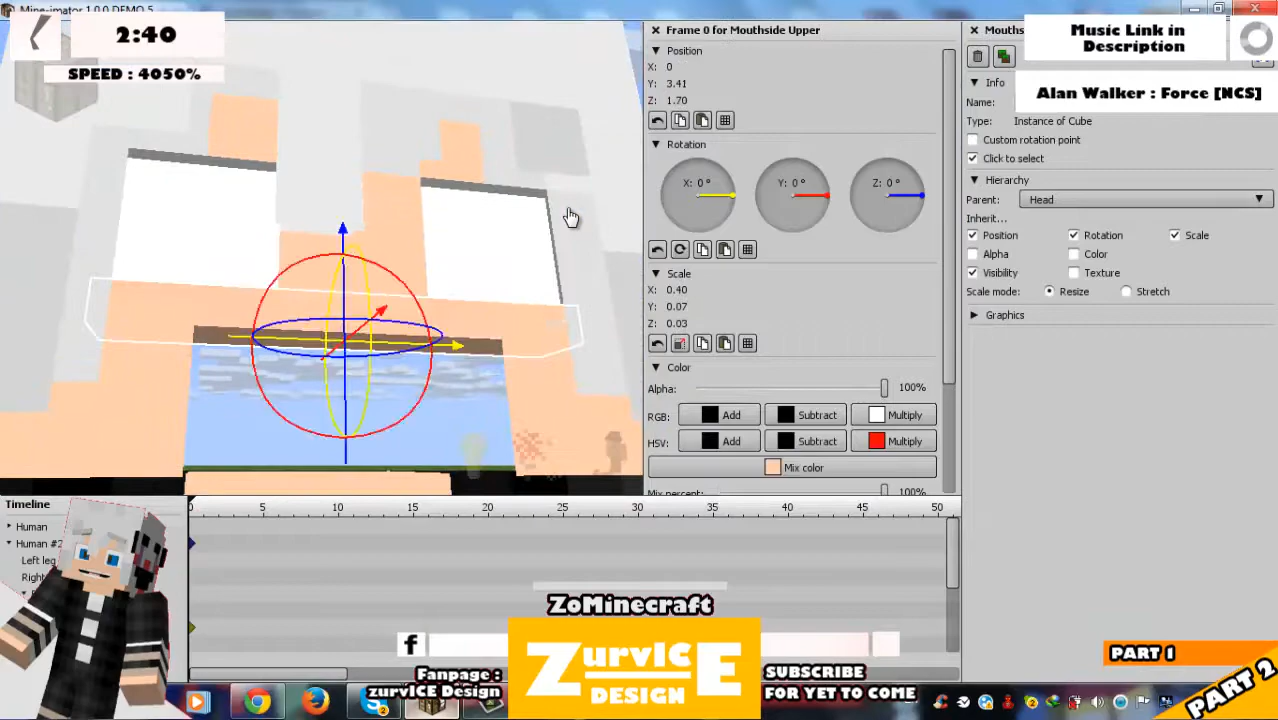 Mine-imator 1.0.0 DEMO 5
2:40
SPEED : 4050%
Frame 0 for Mouthside Upper
Position
X: 0
Y: 3.41
Z: 1.70
Rotation
X: 0 °
Y: 0 °
Z: 0 °
Scale
X: 0.40
Y: 0.07
Z: 0.03
Color
Alpha:
100%
RGB:
Add
Subtract
Multiply
HSV:
Add
Subtract
Multiply
Mix color
Mix percent:
100%
Music Link in
Description
Alan Walker : Force [NCS]
Info
Name:
Type:
Instance of Cube
Custom rotation point
Click to select
Hierarchy
Parent:
Head
Inherit...
Position
Rotation
Scale
Alpha
Color
Visibility
Texture
Scale mode:
Resize
Stretch
Graphics
Timeline
0 5 10 15 20 25 30 35 40 45 50
Human
Human #2
Left leg
ZoMinecraft
f
Fanpage :
zurvICE Design
ZurvICE
DESIGN
SUBSCRIBE
FOR YET TO COME
PART 1
PART 2